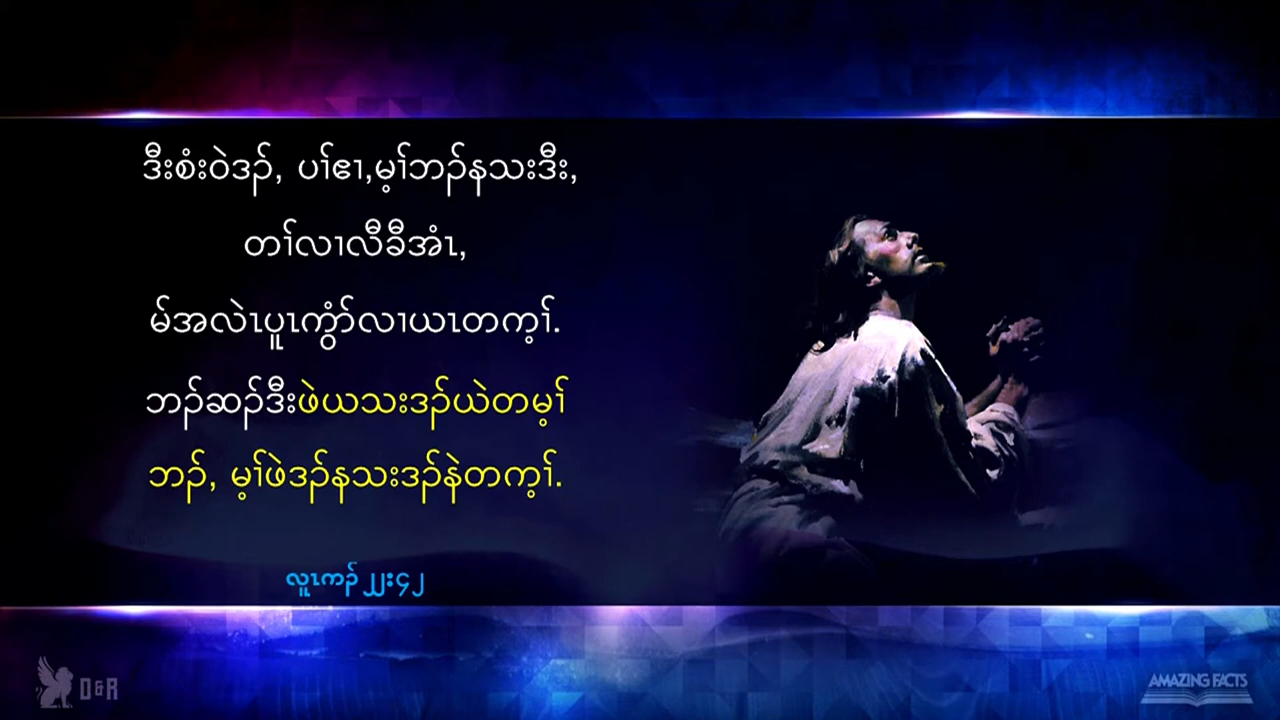 ဒီးစံးဝဲဒၣ်, ပၢ်ဧၢ,မ့ၢ်ဘၣ်နသးဒီး,
တၢ်လၢလီခီအံၤ,
မ်အလဲၤပူၤကွံာ်လၢယၤတက့ၢ်.
ဘၣ်ဆၣ်ဒီးဖဲယသးဒၣ်ယဲတမ့ၢ်
ဘၣ်, မ့ၢ်ဖဲဒၣ်နသးဒၣ်နဲတက့ၢ်.
လူၤကၣ် ၂၂း၄၂
D&R
AMAZING FACTS